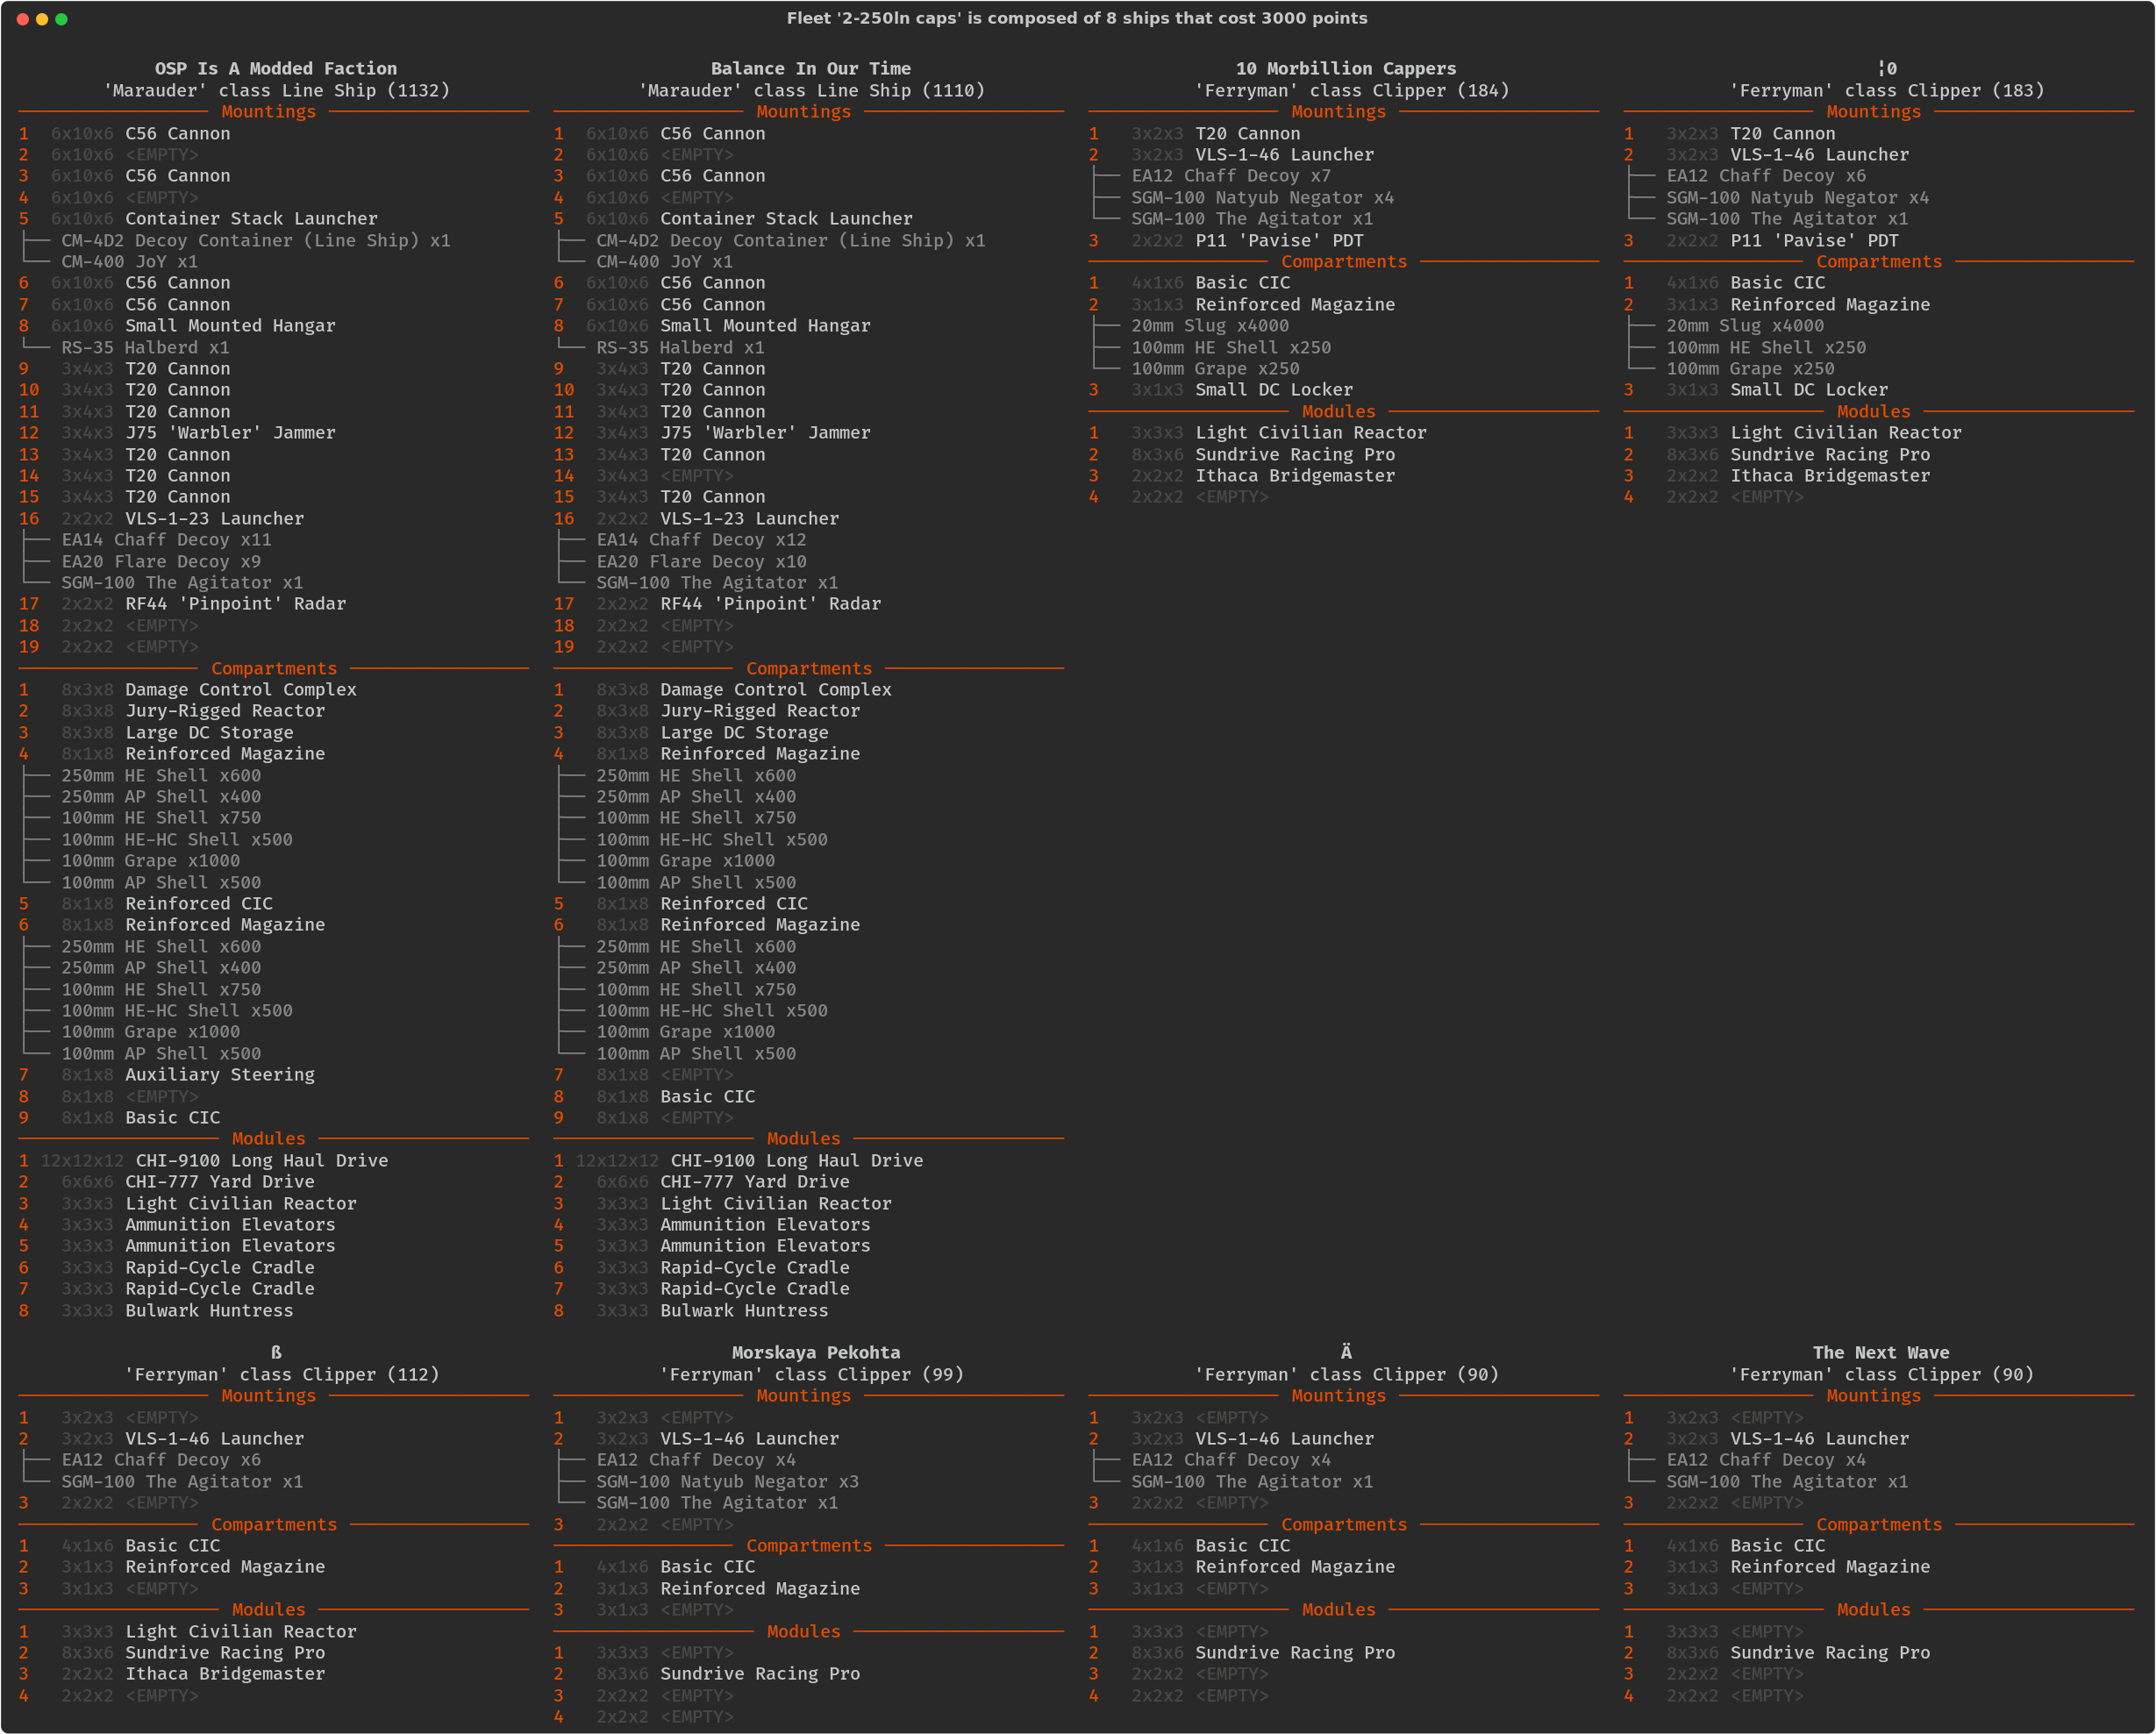 Fleet '2-250ln caps' is composed of 8 ships that cost 3000 points
OSP Is A Modded Faction
'Marauder' class Line Ship (1132)
Mountings
1 6x10x6 C56 Cannon
2 6x10x6 <EMPTY>
3 6x10x6 C56 Cannon
4 6x10x6 <EMPTY>
5 6x10x6 Container Stack Launcher
CM-4D2 Decoy Container (Line Ship) x1
CM-400 JoY x1
6 6x10x6 C56 Cannon
7 6x10x6 C56 Cannon
8 6x10x6 Small Mounted Hangar
RS-35 Halberd x1
9 3x4x3 T20 Cannon
10 3x4x3 T20 Cannon
11 3x4x3 T20 Cannon
12 3x4x3 J75 'Warbler' Jammer
13 3x4x3 T20 Cannon
14 3x4x3 T20 Cannon
15 3x4x3 T20 Cannon
16 2x2x2 VLS-1-23 Launcher
EA14 Chaff Decoy x11
EA20 Flare Decoy x9
SGM-100 The Agitator x1
17 2x2x2 RF44 'Pinpoint' Radar
18 2x2x2 <EMPTY>
19 2x2x2 <EMPTY>
Compartments
1 8x3x8 Damage Control Complex
2 8x3x8 Jury-Rigged Reactor
3 8x3x8 Large DC Storage
4 8x1x8 Reinforced Magazine
250mm HE Shell x600
250mm AP Shell x400
100mm HE Shell x750
100mm HE-HC Shell x500
100mm Grape x1000
100mm AP Shell x500
5 8x1x8 Reinforced CIC
6 8x1x8 Reinforced Magazine
250mm HE Shell x600
250mm AP Shell x400
100mm HE Shell x750
100mm HE-HC Shell x500
100mm Grape x1000
100mm AP Shell x500
7 8x1x8 Auxiliary Steering
8 8x1x8 <EMPTY>
9 8x1x8 Basic CIC
Modules
1 12x12x12 CHI-9100 Long Haul Drive
2 6x6x6 CHI-777 Yard Drive
3 3x3x3 Light Civilian Reactor
4 3x3x3 Ammunition Elevators
5 3x3x3 Ammunition Elevators
6 3x3x3 Rapid-Cycle Cradle
7 3x3x3 Rapid-Cycle Cradle
8 3x3x3 Bulwark Huntress
Balance In Our Time
'Marauder' class Line Ship (1110)
Mountings
1 6x10x6 C56 Cannon
2 6x10x6 <EMPTY>
3 6x10x6 C56 Cannon
4 6x10x6 <EMPTY>
5 6x10x6 Container Stack Launcher
CM-4D2 Decoy Container (Line Ship) x1
CM-400 JoY x1
6 6x10x6 C56 Cannon
7 6x10x6 C56 Cannon
8 6x10x6 Small Mounted Hangar
RS-35 Halberd x1
9 3x4x3 T20 Cannon
10 3x4x3 T20 Cannon
11 3x4x3 T20 Cannon
12 3x4x3 J75 'Warbler' Jammer
13 3x4x3 T20 Cannon
14 3x4x3 <EMPTY>
15 3x4x3 T20 Cannon
16 2x2x2 VLS-1-23 Launcher
EA14 Chaff Decoy x12
EA20 Flare Decoy x10
SGM-100 The Agitator x1
17 2x2x2 RF44 'Pinpoint' Radar
18 2x2x2 <EMPTY>
19 2x2x2 <EMPTY>
Compartments
1 8x3x8 Damage Control Complex
2 8x3x8 Jury-Rigged Reactor
3 8x3x8 Large DC Storage
4 8x1x8 Reinforced Magazine
250mm HE Shell x600
250mm AP Shell x400
100mm HE Shell x750
100mm HE-HC Shell x500
100mm Grape x1000
100mm AP Shell x500
5 8x1x8 Reinforced CIC
6 8x1x8 Reinforced Magazine
250mm HE Shell x600
250mm AP Shell x400
100mm HE Shell x750
100mm HE-HC Shell x500
100mm Grape x1000
100mm AP Shell x500
7 8x1x8 <EMPTY>
8 8x1x8 Basic CIC
9 8x1x8 <EMPTY>
Modules
1 12x12x12 CHI-9100 Long Haul Drive
2 6x6x6 CHI-777 Yard Drive
3 3x3x3 Light Civilian Reactor
4 3x3x3 Ammunition Elevators
5 3x3x3 Ammunition Elevators
6 3x3x3 Rapid-Cycle Cradle
7 3x3x3 Rapid-Cycle Cradle
8 3x3x3 Bulwark Huntress
10 Morbillion Cappers
'Ferryman' class Clipper (184)
Mountings
1 3x2x3 T20 Cannon
2 3x2x3 VLS-1-46 Launcher
EA12 Chaff Decoy x7
SGM-100 Natyub Negator x4
SGM-100 The Agitator x1
3 2x2x2 P11 'Pavise' PDT
Compartments
1 4x1x6 Basic CIC
2 3x1x3 Reinforced Magazine
20mm Slug x4000
100mm HE Shell x250
100mm Grape x250
3 3x1x3 Small DC Locker
Modules
1 3x3x3 Light Civilian Reactor
2 8x3x6 Sundrive Racing Pro
3 2x2x2 Ithaca Bridgemaster
4 2x2x2 <EMPTY>
¦0
'Ferryman' class Clipper (183)
Mountings
1 3x2x3 T20 Cannon
2 3x2x3 VLS-1-46 Launcher
EA12 Chaff Decoy x6
SGM-100 Natyub Negator x4
SGM-100 The Agitator x1
3 2x2x2 P11 'Pavise' PDT
Compartments
1 4x1x6 Basic CIC
2 3x1x3 Reinforced Magazine
20mm Slug x4000
100mm HE Shell x250
100mm Grape x250
3 3x1x3 Small DC Locker
Modules
1 3x3x3 Light Civilian Reactor
2 8x3x6 Sundrive Racing Pro
3 2x2x2 Ithaca Bridgemaster
4 2x2x2 <EMPTY>
ß
'Ferryman' class Clipper (112)
Mountings
1 3x2x3 <EMPTY>
2 3x2x3 VLS-1-46 Launcher
EA12 Chaff Decoy x6
SGM-100 The Agitator x1
3 2x2x2 <EMPTY>
Compartments
1 4x1x6 Basic CIC
2 3x1x3 Reinforced Magazine
3 3x1x3 <EMPTY>
Modules
1 3x3x3 Light Civilian Reactor
2 8x3x6 Sundrive Racing Pro
3 2x2x2 Ithaca Bridgemaster
4 2x2x2 <EMPTY>
Morskaya Pekohta
'Ferryman' class Clipper (99)
Mountings
1 3x2x3 <EMPTY>
2 3x2x3 VLS-1-46 Launcher
EA12 Chaff Decoy x4
SGM-100 Natyub Negator x3
SGM-100 The Agitator x1
3 2x2x2 <EMPTY>
Compartments
1 4x1x6 Basic CIC
2 3x1x3 Reinforced Magazine
3 3x1x3 <EMPTY>
Modules
1 3x3x3 <EMPTY>
2 8x3x6 Sundrive Racing Pro
3 2x2x2 <EMPTY>
4 2x2x2 <EMPTY>
Ä
'Ferryman' class Clipper (90)
Mountings
1 3x2x3 <EMPTY>
2 3x2x3 VLS-1-46 Launcher
EA12 Chaff Decoy x4
SGM-100 The Agitator x1
3 2x2x2 <EMPTY>
Compartments
1 4x1x6 Basic CIC
2 3x1x3 Reinforced Magazine
3 3x1x3 <EMPTY>
Modules
1 3x3x3 <EMPTY>
2 8x3x6 Sundrive Racing Pro
3 2x2x2 <EMPTY>
4 2x2x2 <EMPTY>
The Next Wave
'Ferryman' class Clipper (90)
Mountings
1 3x2x3 <EMPTY>
2 3x2x3 VLS-1-46 Launcher
EA12 Chaff Decoy x4
SGM-100 The Agitator x1
3 2x2x2 <EMPTY>
Compartments
1 4x1x6 Basic CIC
2 3x1x3 Reinforced Magazine
3 3x1x3 <EMPTY>
Modules
1 3x3x3 <EMPTY>
2 8x3x6 Sundrive Racing Pro
3 2x2x2 <EMPTY>
4 2x2x2 <EMPTY>